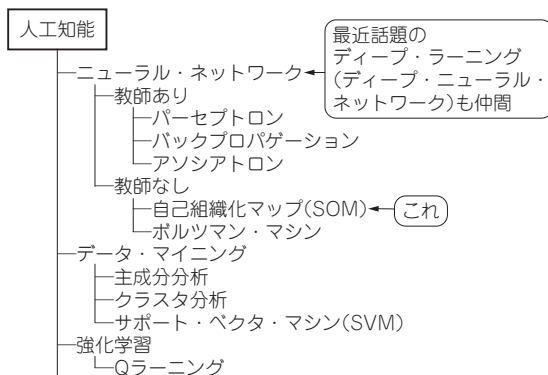 人工知能
最近話題の
ディープ・ラーニング
(ディープ・ニューラル・
ネットワーク)も仲間
ニューラル・ネットワーク
教師あり
パーセプトロン
バックプロパゲーション
アソシアトロン
教師なし
自己組織化マップ(SOM)
これ
ボルツマン・マシン
データ・マイニング
主成分分析
クラスタ分析
サポート・ベクタ・マシン(SVM)
強化学習
Qラーニング